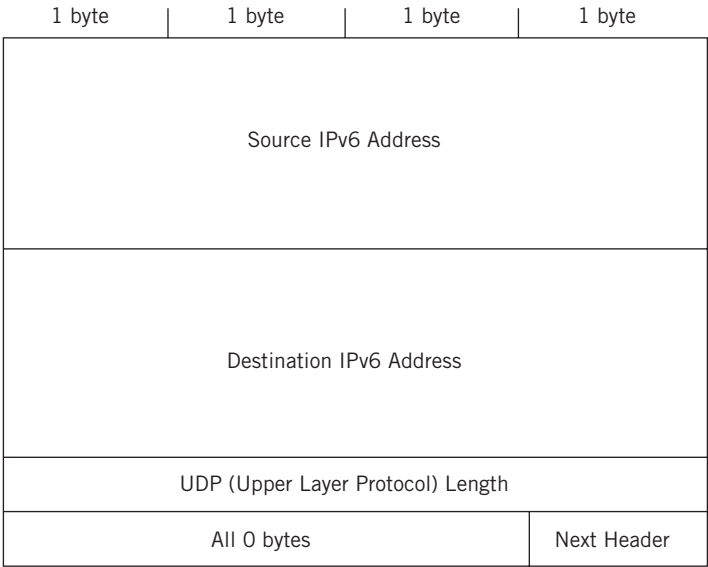 1 byte 1 byte 1 byte 1 byte
Source IPv6 Address
Destination IPv6 Address
UDP (Upper Layer Protocol) Length
All 0 bytes Next Header